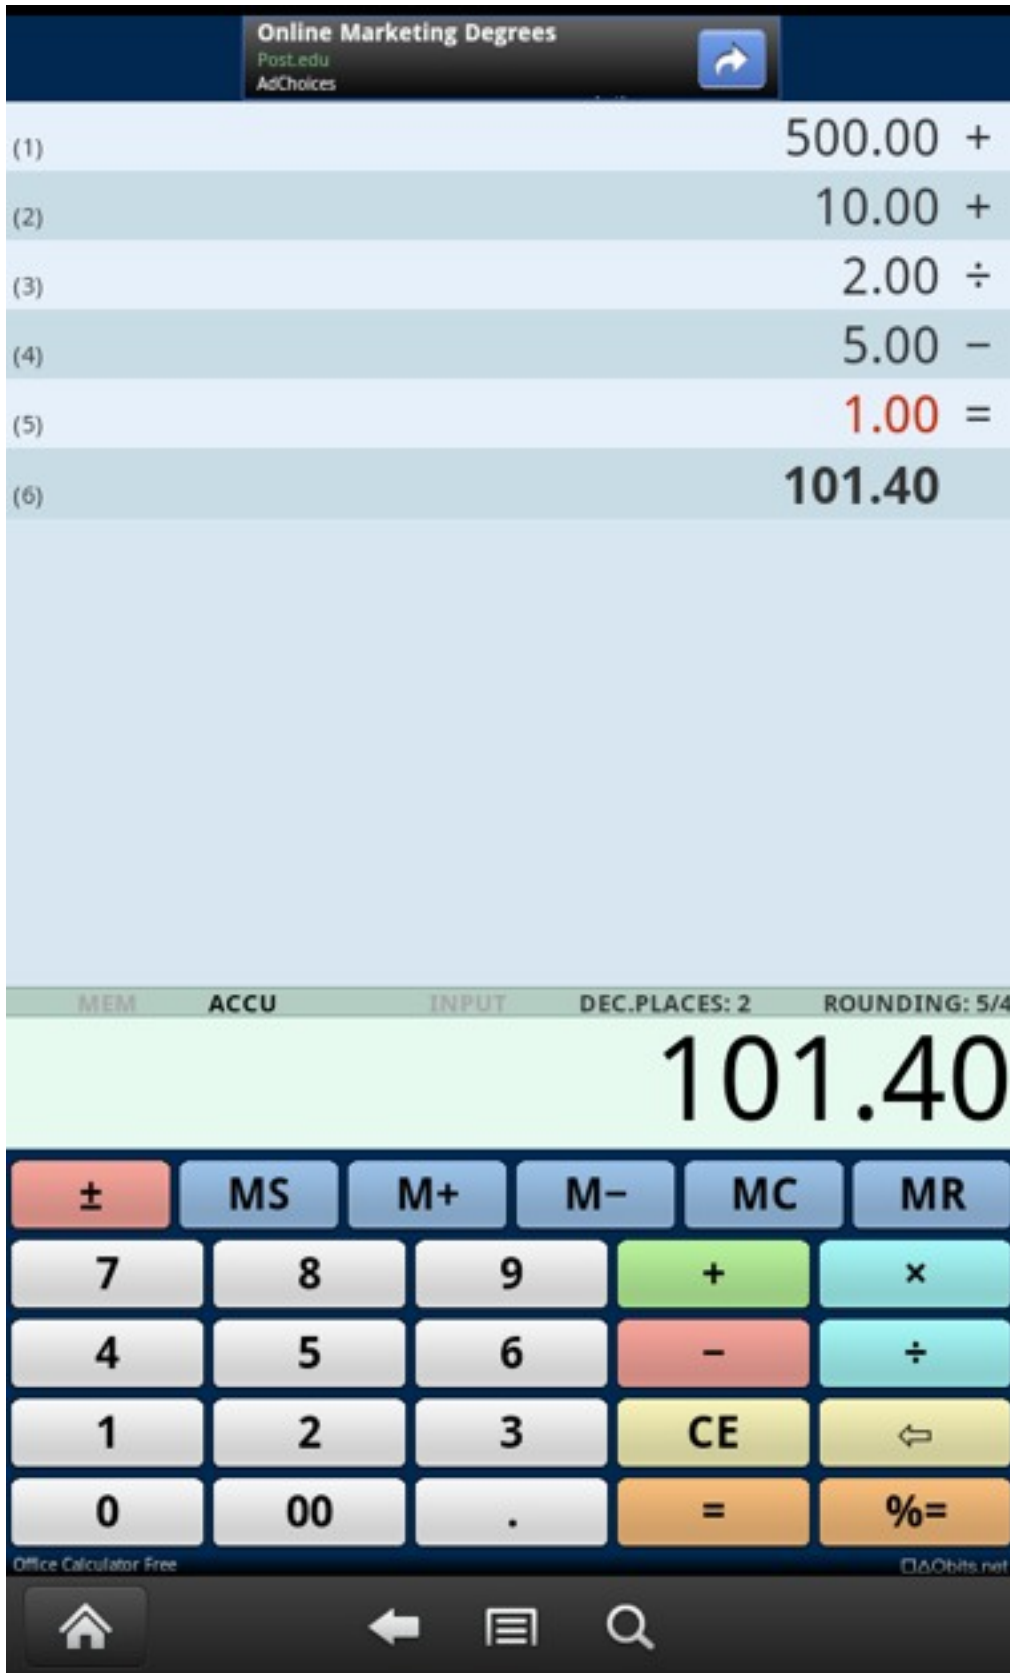 Online Marketing Degrees
Post.edu
AdChoices
(1) 500.00 +
(2) 10.00 +
(3) 2.00 ÷
(4) 5.00 −
(5) 1.00 =
(6) 101.40
MEM ACCU INPUT DEC.PLACES: 2 ROUNDING: 5/4
101.40
± MS M+ M− MC MR
7 8 9 + ×
4 5 6 − ÷
1 2 3 CE ⇦
0 00 . = %=
Office Calculator Free □△Obits.net